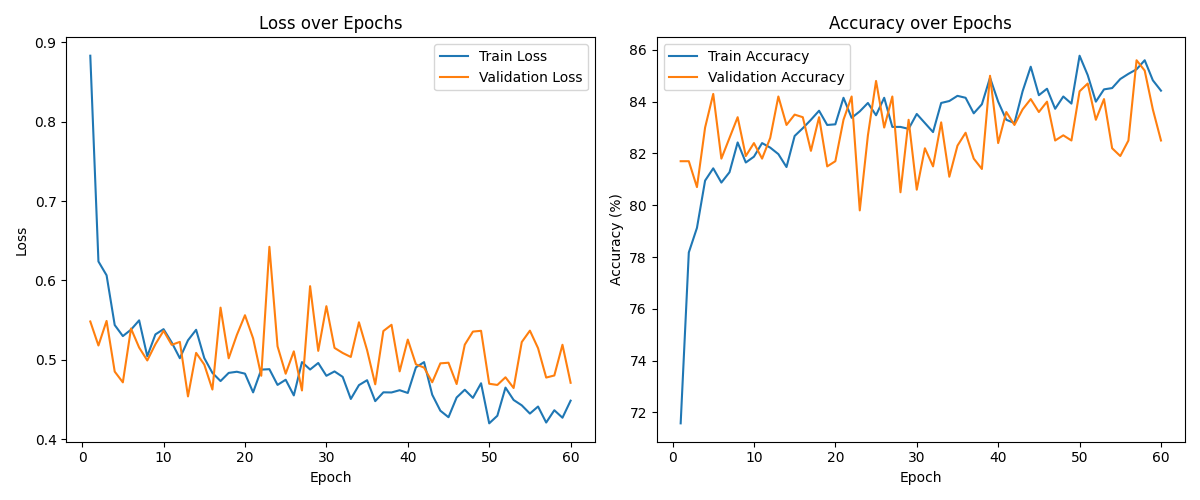 Loss over Epochs
0.9
0.8
0.7
0.6
0.5
0.4
Loss
Train Loss
Validation Loss
0
10
20
30
40
50
60
Epoch
Accuracy over Epochs
86
84
82
80
78
76
74
72
Accuracy (%)
Train Accuracy
Validation Accuracy
0
10
20
30
40
50
60
Epoch